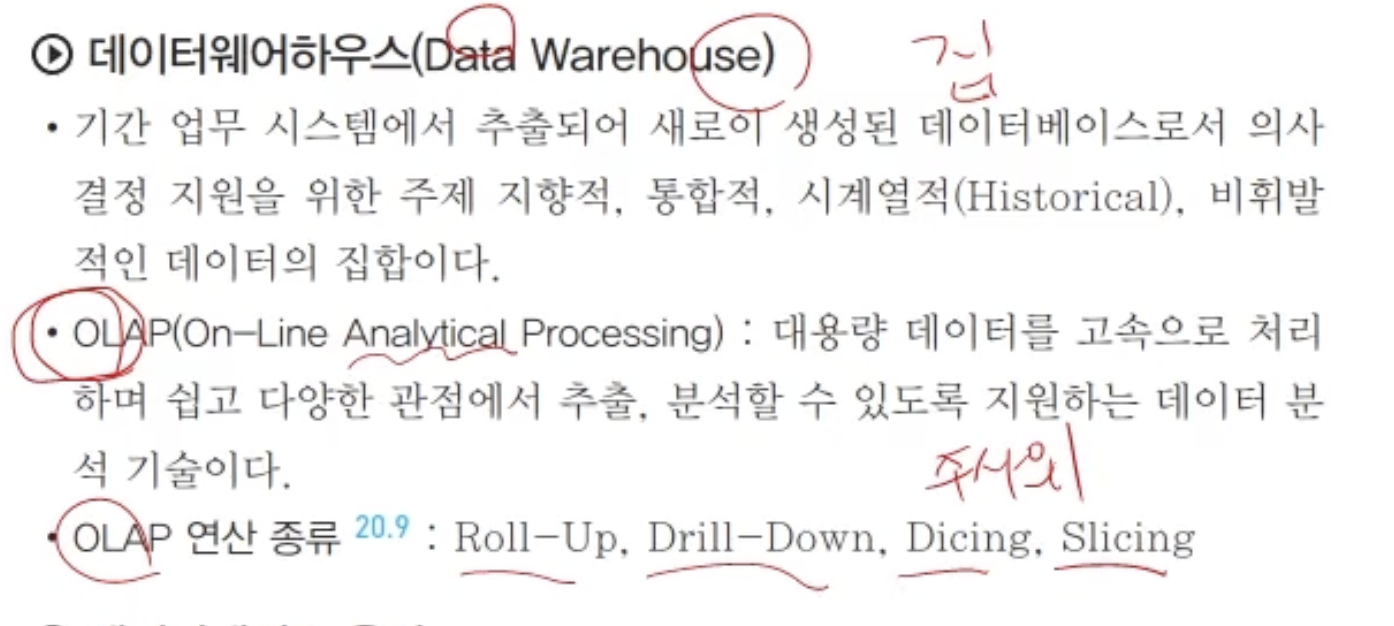 데이터웨어하우스(Data Warehouse)
집
• 기간 업무 시스템에서 추출되어 새로이 생성된 데이터베이스로서 의사
결정 지원을 위한 주제 지향적, 통합적, 시계열적(Historical), 비휘발
적인 데이터의 집합이다.
• OLAP(On-Line Analytical Processing) : 대용량 데이터를 고속으로 처리
하며 쉽고 다양한 관점에서 추출, 분석할 수 있도록 지원하는 데이터 분
석 기술이다.
주사위
• OLAP 연산 종류 20.9 : Roll-Up, Drill-Down, Dicing, Slicing